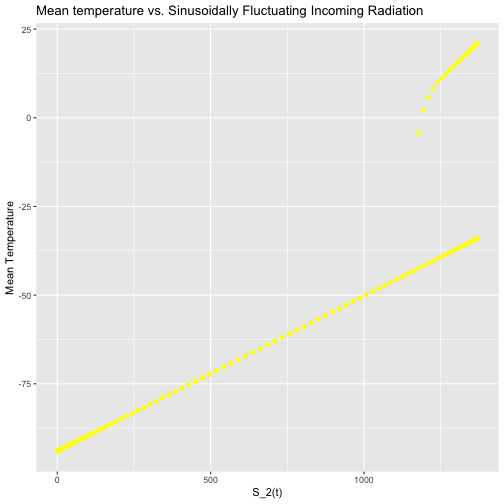 Mean temperature vs. Sinusoidally Fluctuating Incoming Radiation
25
0
-25
-50
-75
Mean Temperature
0
500
1000
S_2(t)